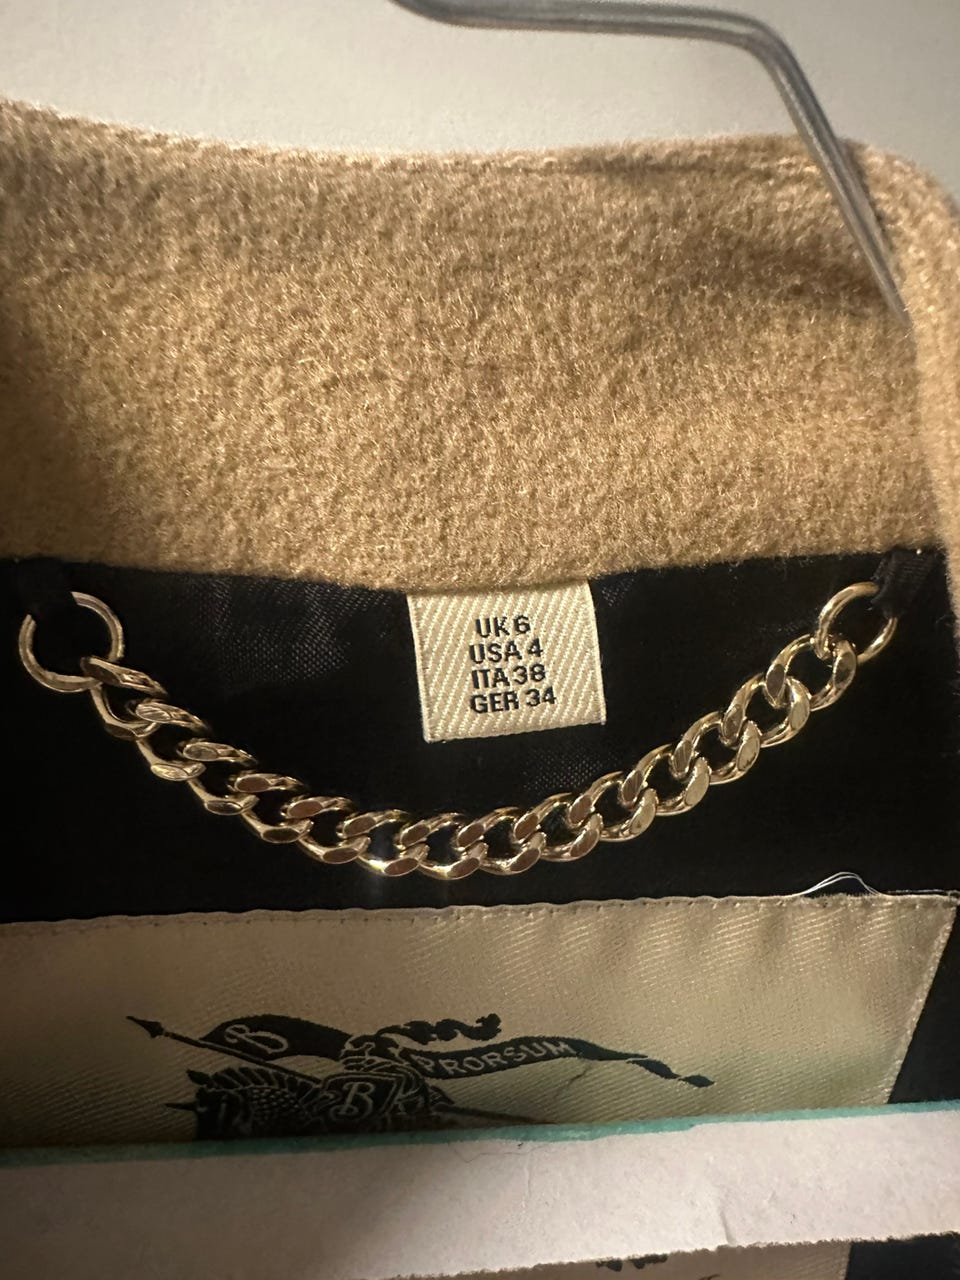 UK 6
USA 4
ITA 38
GER 34
B PRORSUM
B